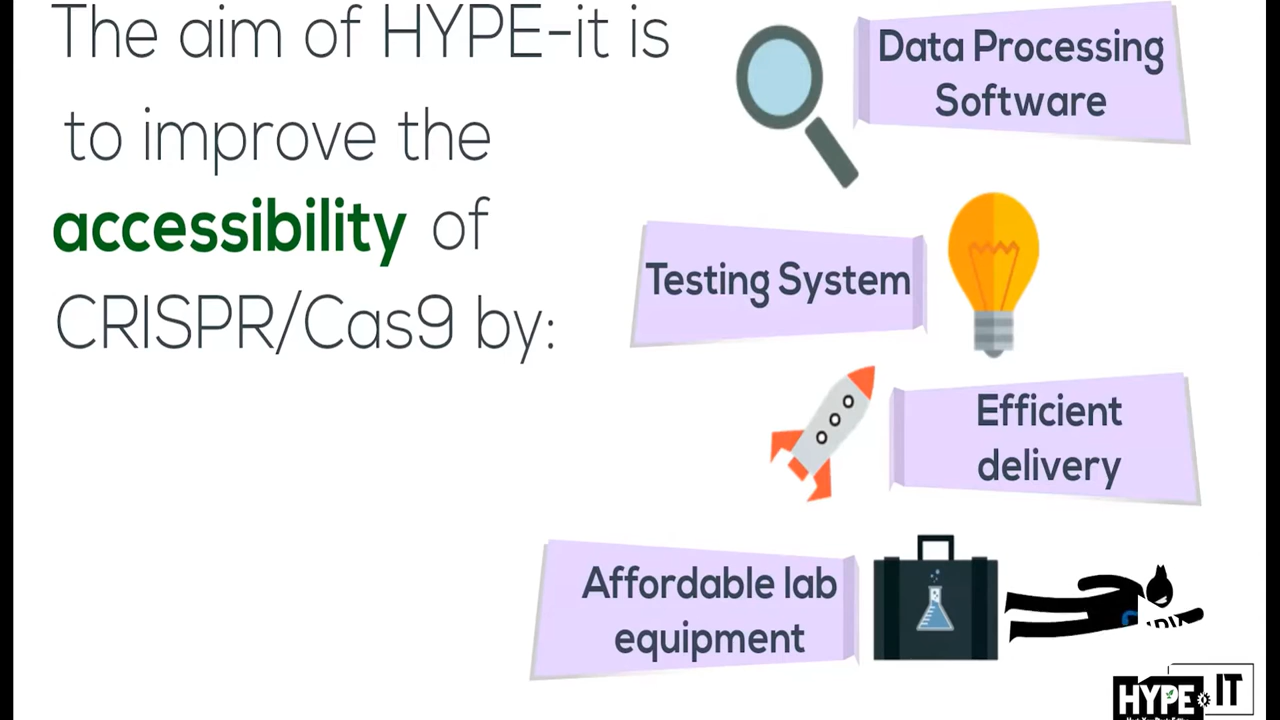 The aim of HYPE-it is
to improve the
accessibility of
CRISPR/Cas9 by:
Data Processing
Software
Testing System
Efficient
delivery
Affordable lab
equipment
HYPE IT